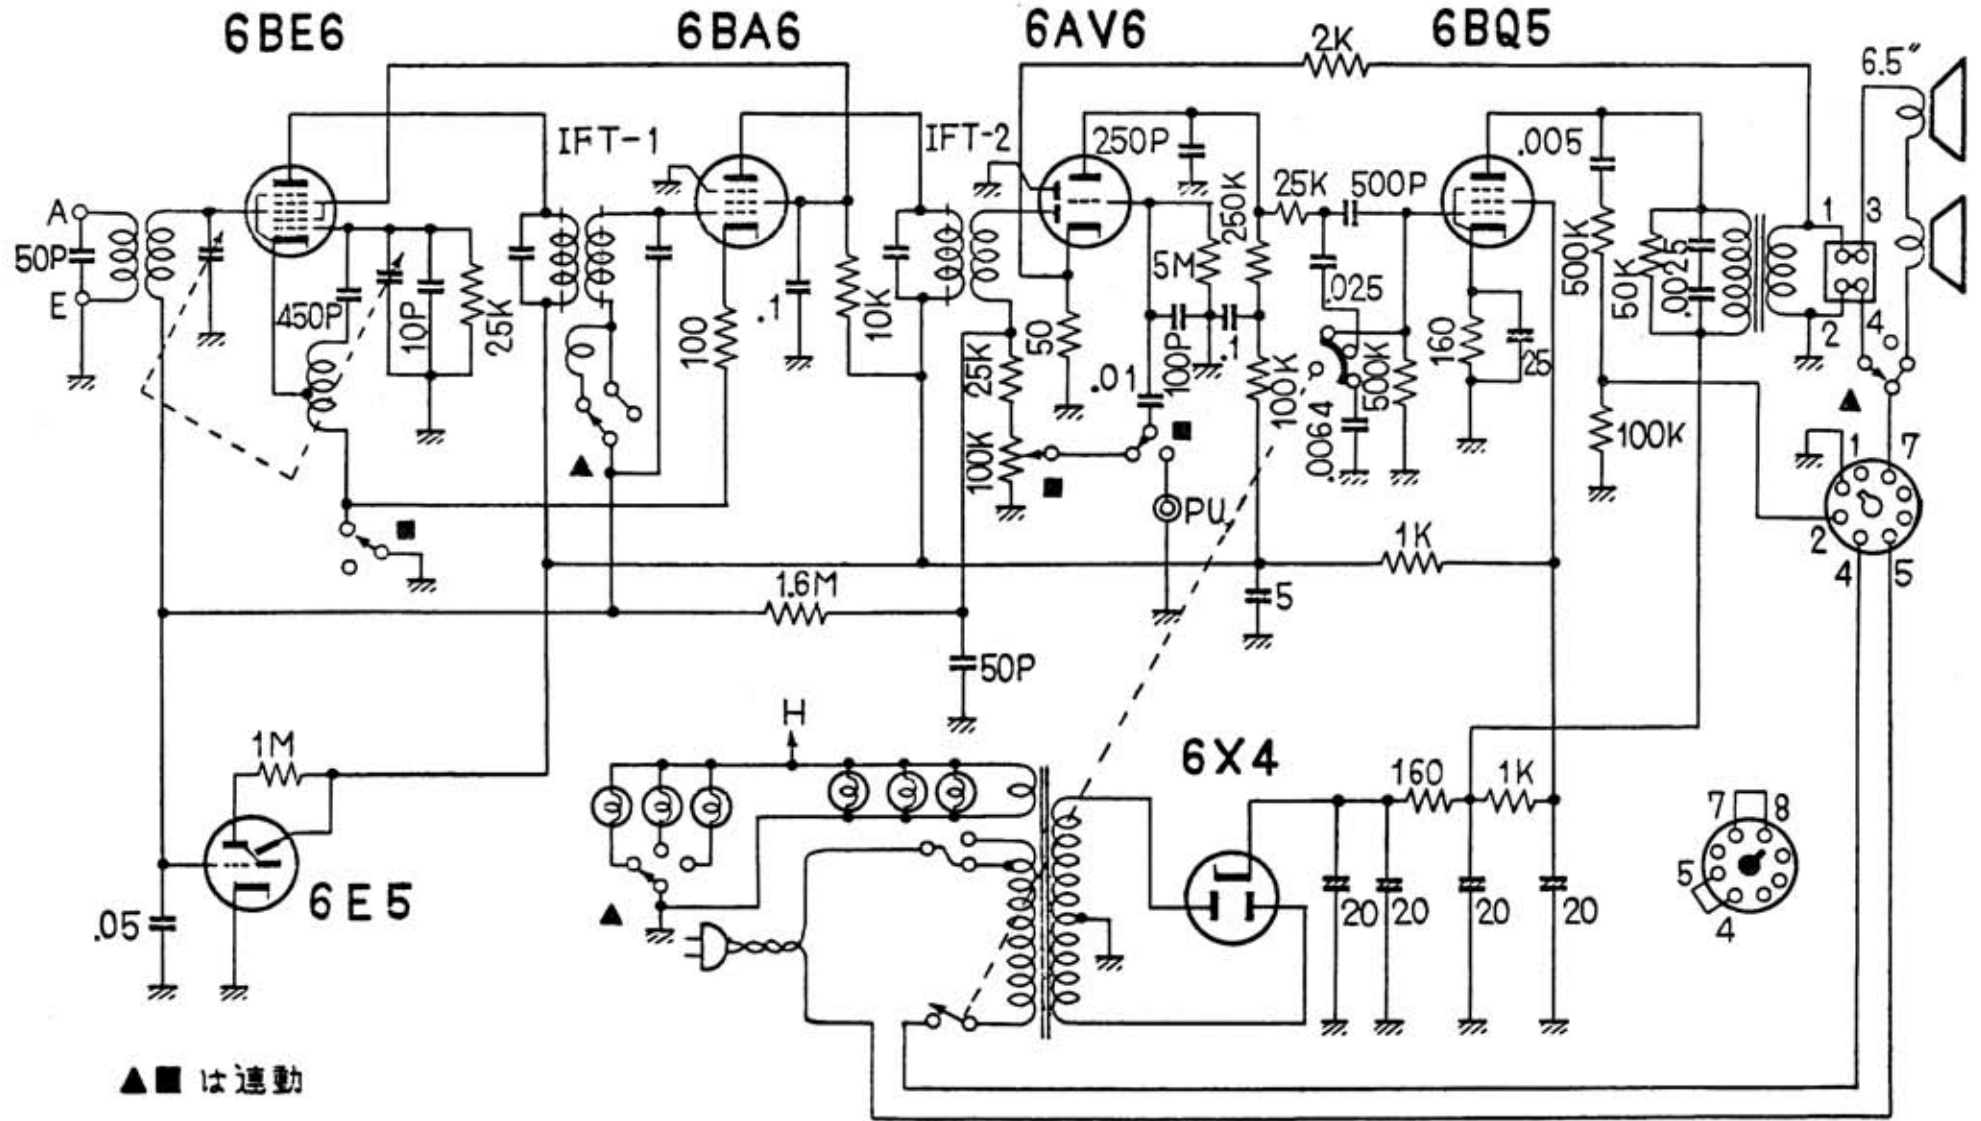 6BE6
6BA6
6AV6
6BQ5
2K
6.5"
IFT-1
IFT-2
250P
.005
A
50P
E
450P
10P
25K
100
.1
10K
25K
100K
50
5M
.01
100P
.1
250K
25K
500P
.025
100K
.0064
500K
160
25
500K
100K
50K
.0025
1
3
2
4
▲
■
■
■
▲
PU
1
7
2
4
5
1K
1.6M
5
50P
H
1M
6E5
.05
▲
6X4
160
1K
20
20
20
20
7
8
5
4
▲■ は連動